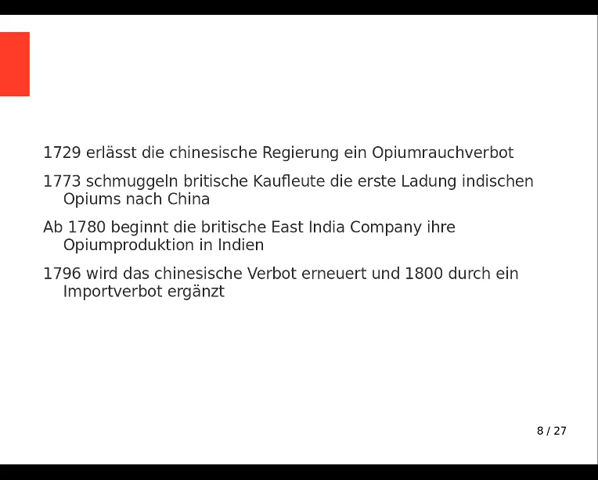 1729 erlässt die chinesische Regierung ein Opiumrauchverbot
1773 schmuggeln britische Kaufleute die erste Ladung indischen
Opiums nach China
Ab 1780 beginnt die britische East India Company ihre
Opiumproduktion in Indien
1796 wird das chinesische Verbot erneuert und 1800 durch ein
Importverbot ergänzt
8 / 27